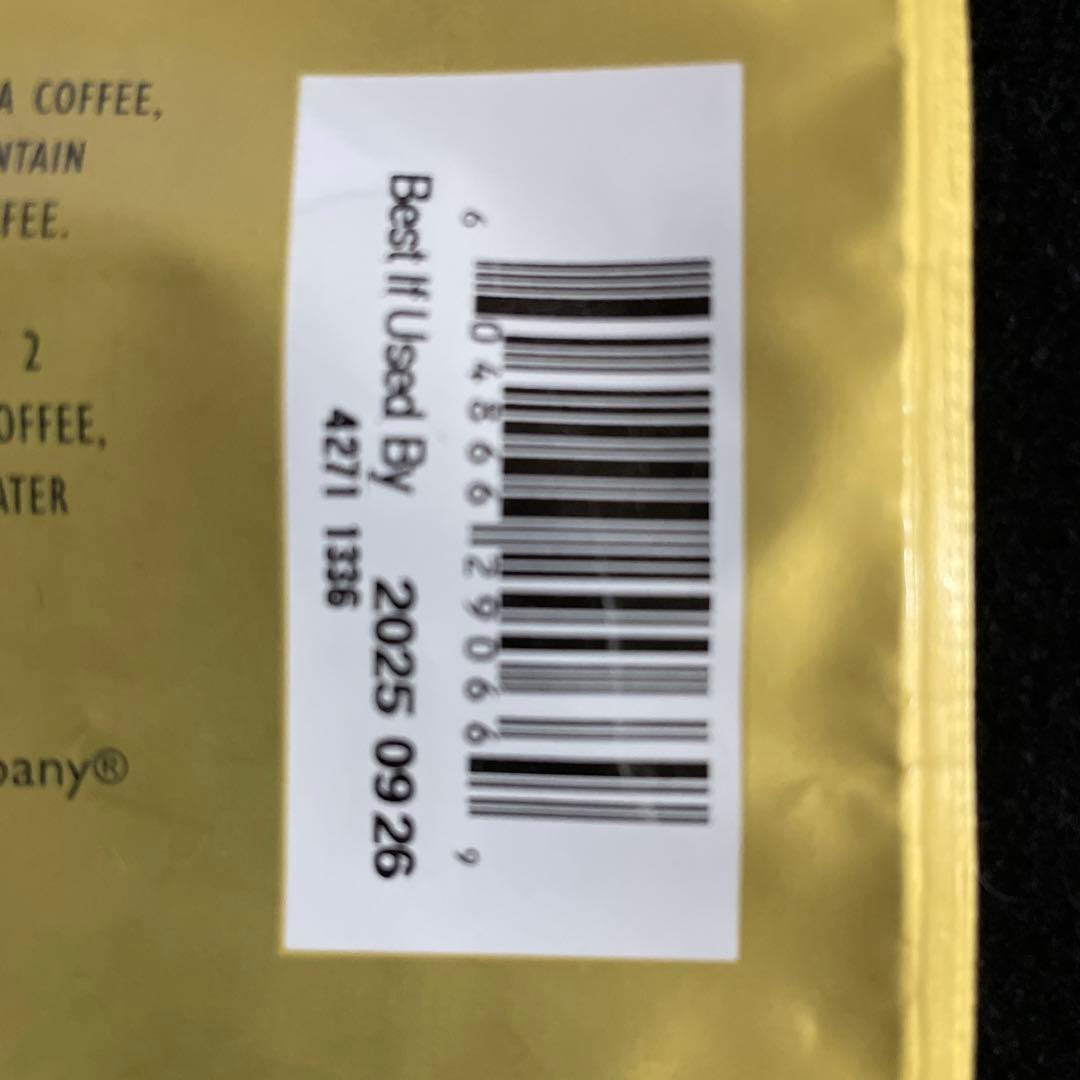 A COFFEE,
NTAIN
FEE.
2
OFFEE,
ATER
pany®
6 04866 29066 9
Best If Used By 2025 09 26
4271 1336